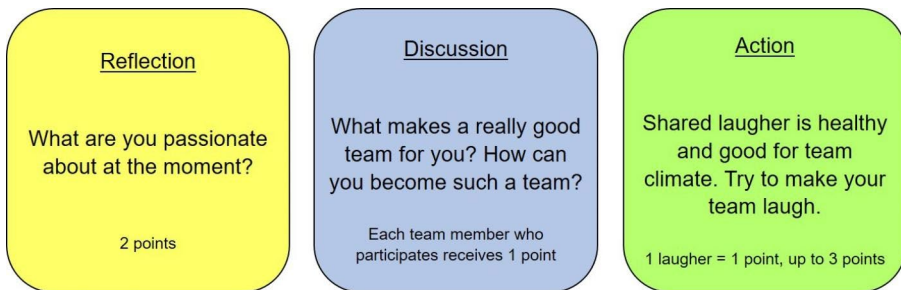 Reflection
What are you passionate
about at the moment?
2 points
Discussion
What makes a really good
team for you? How can
you become such a team?
Each team member who
participates receives 1 point
Action
Shared laugher is healthy
and good for team
climate. Try to make your
team laugh.
1 laugher = 1 point, up to 3 points